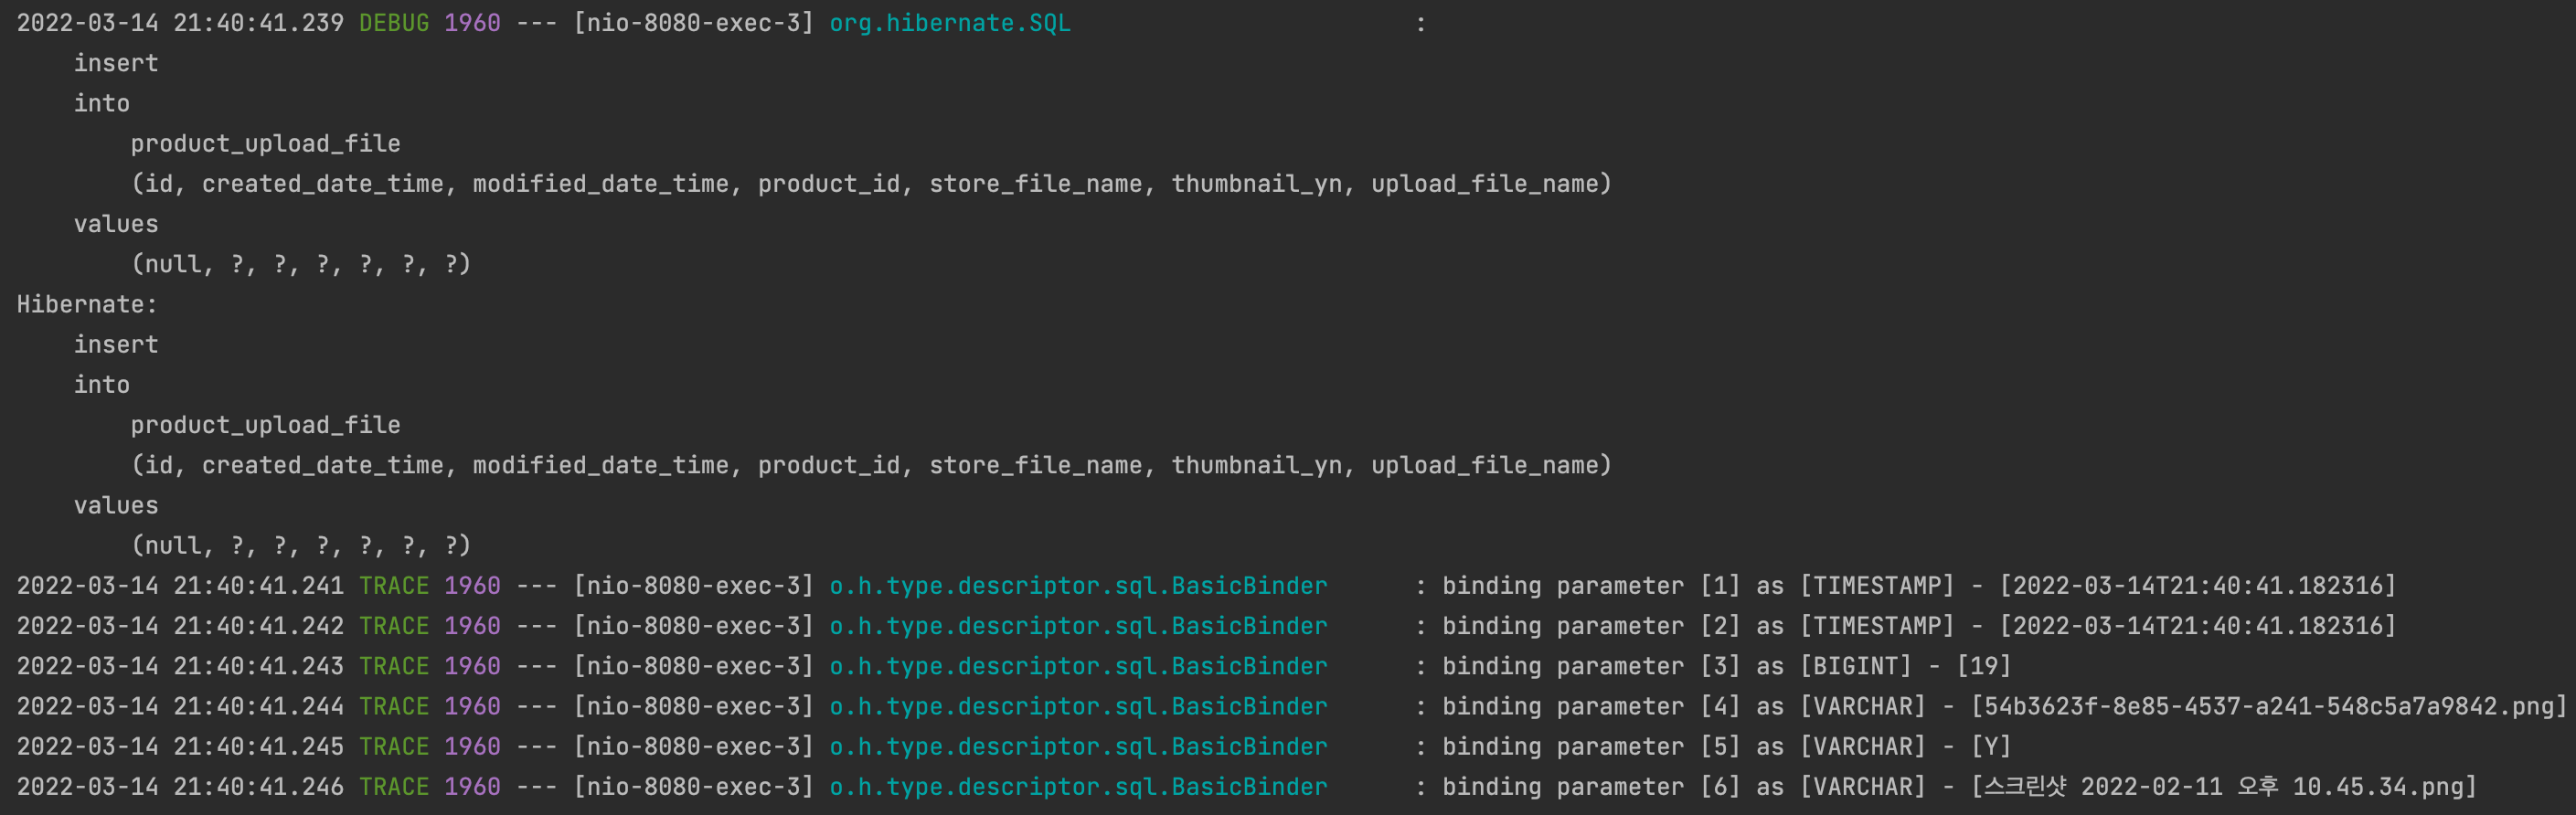 2022-03-14 21:40:41.239 DEBUG 1960 --- [nio-8080-exec-3] org.hibernate.SQL                        :
    insert
    into
        product_upload_file
        (id, created_date_time, modified_date_time, product_id, store_file_name, thumbnail_yn, upload_file_name)
    values
        (null, ?, ?, ?, ?, ?, ?)
Hibernate:
    insert
    into
        product_upload_file
        (id, created_date_time, modified_date_time, product_id, store_file_name, thumbnail_yn, upload_file_name)
    values
        (null, ?, ?, ?, ?, ?, ?)
2022-03-14 21:40:41.241 TRACE 1960 --- [nio-8080-exec-3] o.h.type.descriptor.sql.BasicBinder      : binding parameter [1] as [TIMESTAMP] - [2022-03-14T21:40:41.182316]
2022-03-14 21:40:41.242 TRACE 1960 --- [nio-8080-exec-3] o.h.type.descriptor.sql.BasicBinder      : binding parameter [2] as [TIMESTAMP] - [2022-03-14T21:40:41.182316]
2022-03-14 21:40:41.243 TRACE 1960 --- [nio-8080-exec-3] o.h.type.descriptor.sql.BasicBinder      : binding parameter [3] as [BIGINT] - [19]
2022-03-14 21:40:41.244 TRACE 1960 --- [nio-8080-exec-3] o.h.type.descriptor.sql.BasicBinder      : binding parameter [4] as [VARCHAR] - [54b3623f-8e85-4537-a241-548c5a7a9842.png]
2022-03-14 21:40:41.245 TRACE 1960 --- [nio-8080-exec-3] o.h.type.descriptor.sql.BasicBinder      : binding parameter [5] as [VARCHAR] - [Y]
2022-03-14 21:40:41.246 TRACE 1960 --- [nio-8080-exec-3] o.h.type.descriptor.sql.BasicBinder      : binding parameter [6] as [VARCHAR] - [스크린샷 2022-02-11 오후 10.45.34.png]